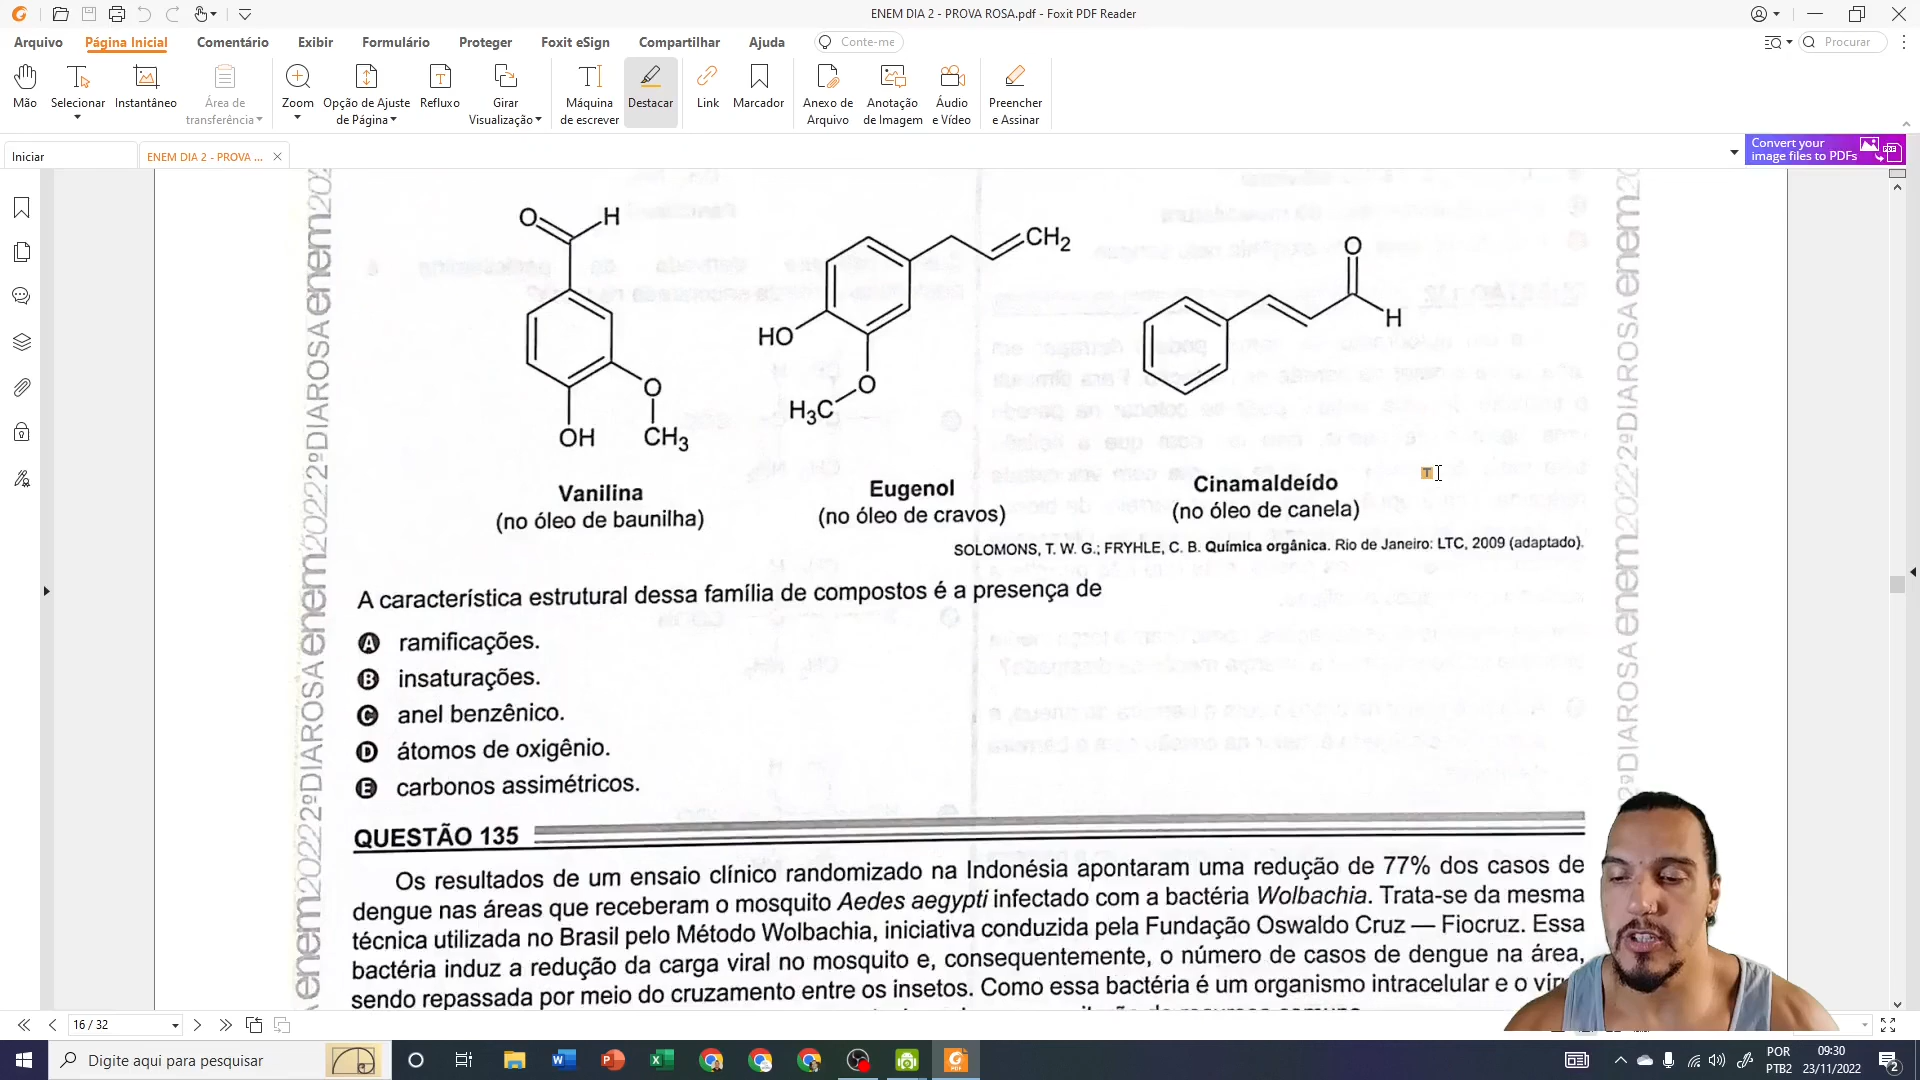 ENEM DIA 2 - PROVA ROSA.pdf - Foxit PDF Reader
Arquivo Página Inicial Comentário Exibir Formulário Proteger Foxit eSign Compartilhar Ajuda Conte-me Procurar
Mão Selecionar Instantâneo Área de transferência Zoom Opção de Ajuste de Página Refluxo Girar Visualização Máquina de escrever Destacar Link Marcador Anexo de Arquivo Anotação de Imagem Áudio e Vídeo Preencher e Assinar
Iniciar ENEM DIA 2 - PROVA ... Convert your
image files to PDFs
O H
CH2
HO
O
H3C
OH
O
CH3
O
H
Vanilina Eugenol Cinamaldeído
(no óleo de baunilha) (no óleo de cravos) (no óleo de canela)
SOLOMONS, T. W. G.; FRYHLE, C. B. Química orgânica. Rio de Janeiro: LTC, 2009 (adaptado).
A característica estrutural dessa família de compostos é a presença de
A ramificações.
B insaturações.
C anel benzênico.
D átomos de oxigênio.
E carbonos assimétricos.
QUESTÃO 135
Os resultados de um ensaio clínico randomizado na Indonésia apontaram uma redução de 77% dos casos de
dengue nas áreas que receberam o mosquito Aedes aegypti infectado com a bactéria Wolbachia. Trata-se da mesma
técnica utilizada no Brasil pelo Método Wolbachia, iniciativa conduzida pela Fundação Oswaldo Cruz — Fiocruz. Essa
bactéria induz a redução da carga viral no mosquito e, consequentemente, o número de casos de dengue na área,
sendo repassada por meio do cruzamento entre os insetos. Como essa bactéria é um organismo intracelular e o
16 / 32
Digite aqui para pesquisar
POR
PTB2
09:30
23/11/2022
2